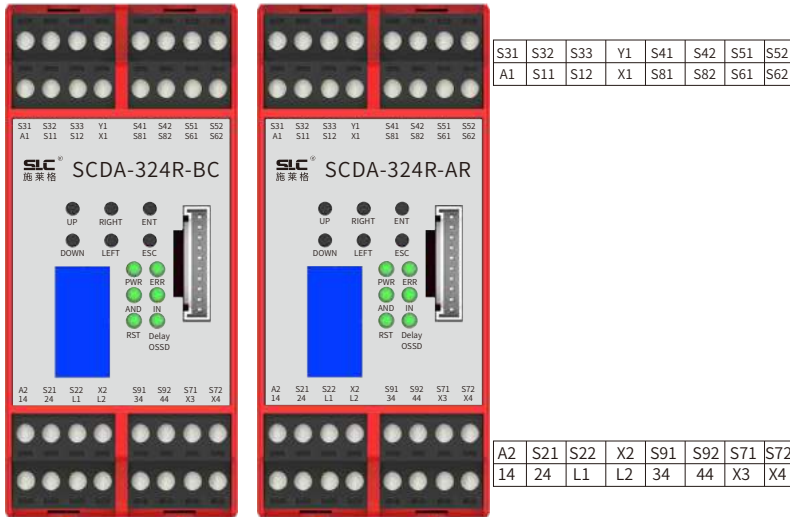 S31 S32 S33 Y1 S41 S42 S51 S52
A1 S11 S12 X1 S81 S82 S61 S62
SLC® 施莱格 SCDA-324R-BC
UP RIGHT ENT
DOWN LEFT ESC
PWR ERR
AND IN
RST Delay
OSSD
A2 S21 S22 X2 S91 S92 S71 S72
14 24 L1 L2 34 44 X3 X4
S31 S32 S33 Y1 S41 S42 S51 S52
A1 S11 S12 X1 S81 S82 S61 S62
SLC® 施莱格 SCDA-324R-AR
UP RIGHT ENT
DOWN LEFT ESC
PWR ERR
AND IN
RST Delay
OSSD
A2 S21 S22 X2 S91 S92 S71 S72
14 24 L1 L2 34 44 X3 X4
S31 S32 S33 Y1 S41 S42 S51 S52
A1 S11 S12 X1 S81 S82 S61 S62
A2 S21 S22 X2 S91 S92 S71 S72
14 24 L1 L2 34 44 X3 X4